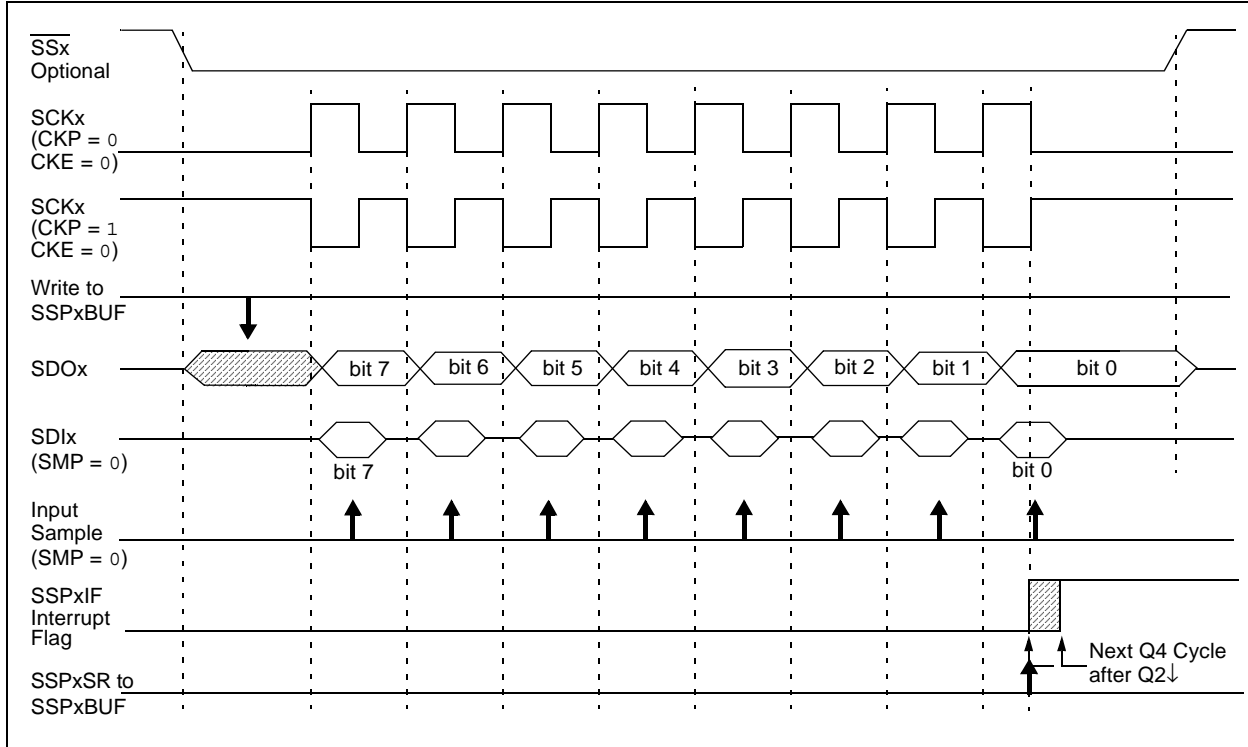 SSx
Optional
SCKx
(CKP = 0
CKE = 0)
SCKx
(CKP = 1
CKE = 0)
Write to
SSPxBUF
SDOx
bit 7
bit 6
bit 5
bit 4
bit 3
bit 2
bit 1
bit 0
SDIx
(SMP = 0)
bit 7
bit 0
Input
Sample
(SMP = 0)
SSPxIF
Interrupt
Flag
Next Q4 Cycle
after Q2↓
SSPxSR to
SSPxBUF